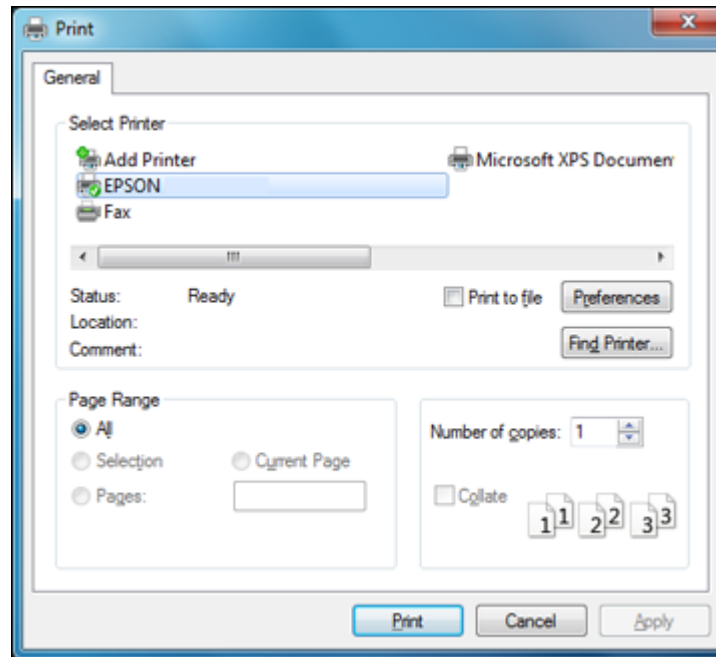 Print
General
Select Printer
Add Printer
Microsoft XPS Documen
EPSON
Fax
Status: Ready
Print to file
Preferences
Location:
Comment:
Find Printer...
Page Range
All
Number of copies: 1
Selection
Current Page
Pages:
Collate
1 1 2 2 3 3
Print
Cancel
Apply